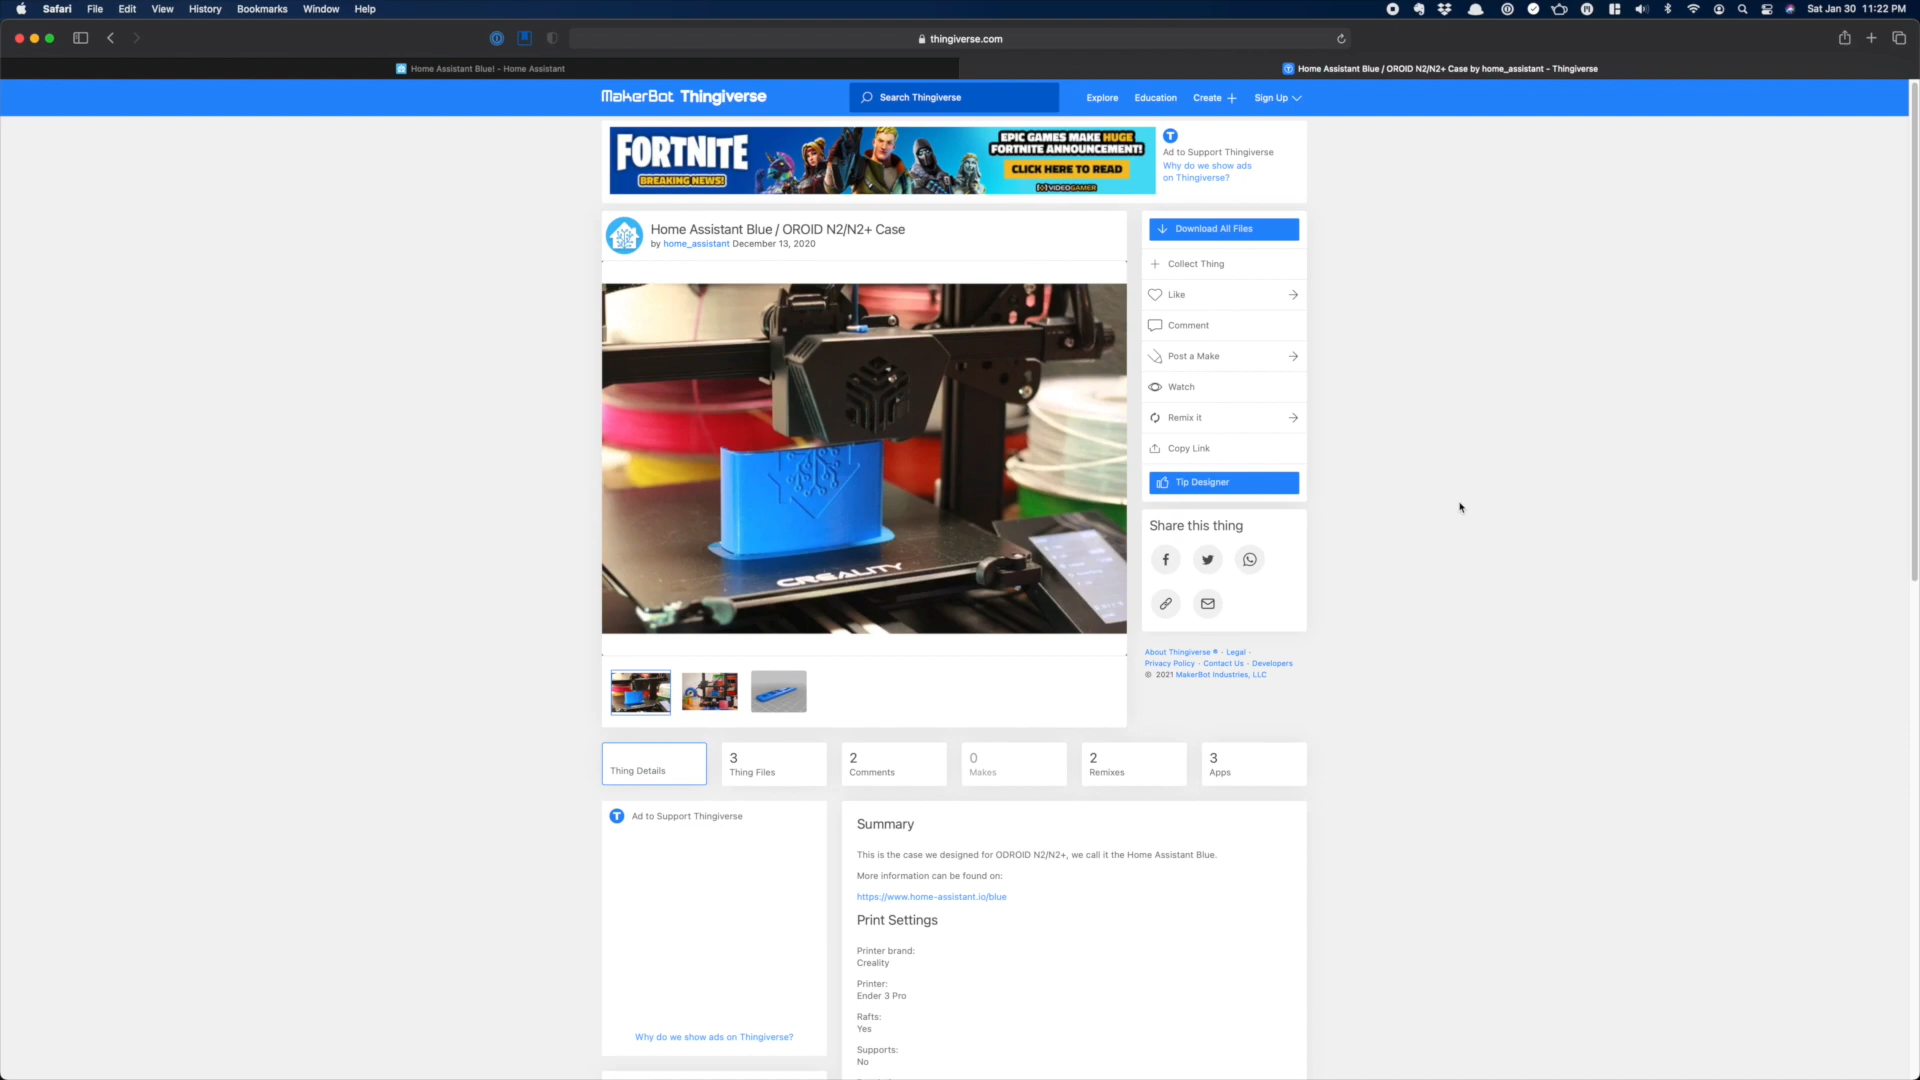 Safari File Edit View History Bookmarks Window Help Sat Jan 30 11:22 PM
thingiverse.com
Home Assistant Blue! - Home Assistant
Home Assistant Blue / OROID N2/N2+ Case by home_assistant - Thingiverse
MakerBot Thingiverse Search Thingiverse Explore Education Create Sign Up
FORTNITE
BREAKING NEWS!
EPIC GAMES MAKE HUGE
FORTNITE ANNOUNCEMENT!
CLICK HERE TO READ
VIDEOGAMER
Ad to Support Thingiverse
Why do we show ads
on Thingiverse?
Home Assistant Blue / OROID N2/N2+ Case
by home_assistant December 13, 2020
CREALITY
Download All Files
Collect Thing
Like
Comment
Post a Make
Watch
Remix it
Copy Link
Tip Designer
Share this thing
About Thingiverse ® · Legal ·
Privacy Policy · Contact Us · Developers
© 2021 MakerBot Industries, LLC
Thing Details
3
Thing Files
2
Comments
0
Makes
2
Remixes
3
Apps
Ad to Support Thingiverse
Why do we show ads on Thingiverse?
Summary
This is the case we designed for ODROID N2/N2+, we call it the Home Assistant Blue.
More information can be found on:
https://www.home-assistant.io/blue
Print Settings
Printer brand:
Creality
Printer:
Ender 3 Pro
Rafts:
Yes
Supports:
No